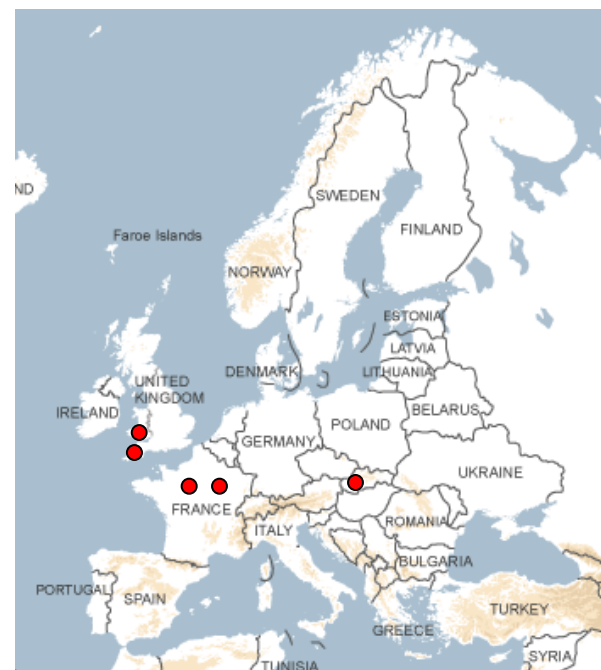 ND
SWEDEN
FINLAND
Faroe Islands
NORWAY
ESTONIA
LATVIA
DENMARK
LITHUANIA
UNITED
KINGDOM
IRELAND
BELARUS
POLAND
GERMANY
UKRAINE
FRANCE
ROMANIA
ITALY
BULGARIA
PORTUGAL
SPAIN
TURKEY
GREECE
SYRIA
TUNISIA